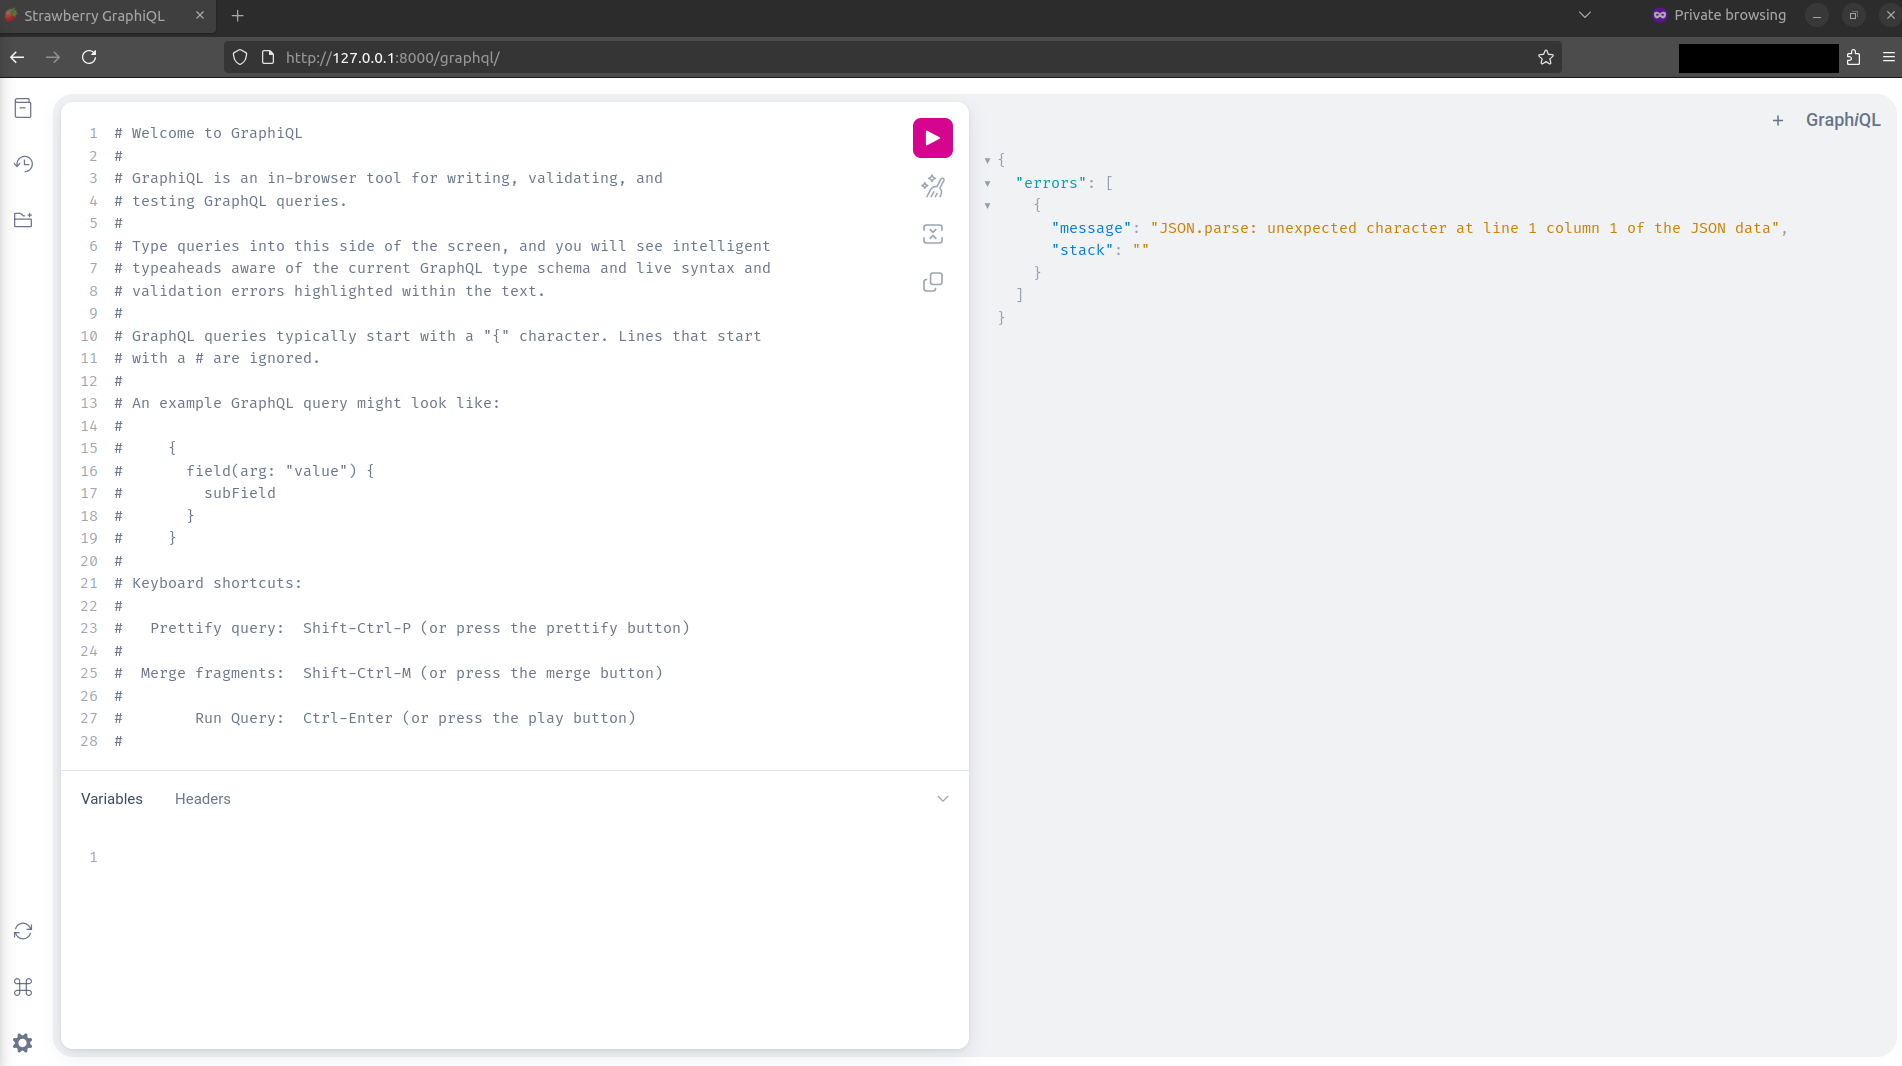 Strawberry GraphiQL
Private browsing
http://127.0.0.1:8000/graphql/
1 # Welcome to GraphiQL
2 #
3 # GraphiQL is an in-browser tool for writing, validating, and
4 # testing GraphQL queries.
5 #
6 # Type queries into this side of the screen, and you will see intelligent
7 # typeaheads aware of the current GraphQL type schema and live syntax and
8 # validation errors highlighted within the text.
9 #
10 # GraphQL queries typically start with a "{" character. Lines that start
11 # with a # are ignored.
12 #
13 # An example GraphQL query might look like:
14 #
15 #     {
16 #       field(arg: "value") {
17 #         subField
18 #       }
19 #     }
20 #
21 # Keyboard shortcuts:
22 #
23 #   Prettify query:  Shift-Ctrl-P (or press the prettify button)
24 #
25 #  Merge fragments:  Shift-Ctrl-M (or press the merge button)
26 #
27 #        Run Query:  Ctrl-Enter (or press the play button)
28 #
Variables Headers
1
+ GraphiQL
{
"errors": [
{
"message": "JSON.parse: unexpected character at line 1 column 1 of the JSON data",
"stack": ""
}
]
}